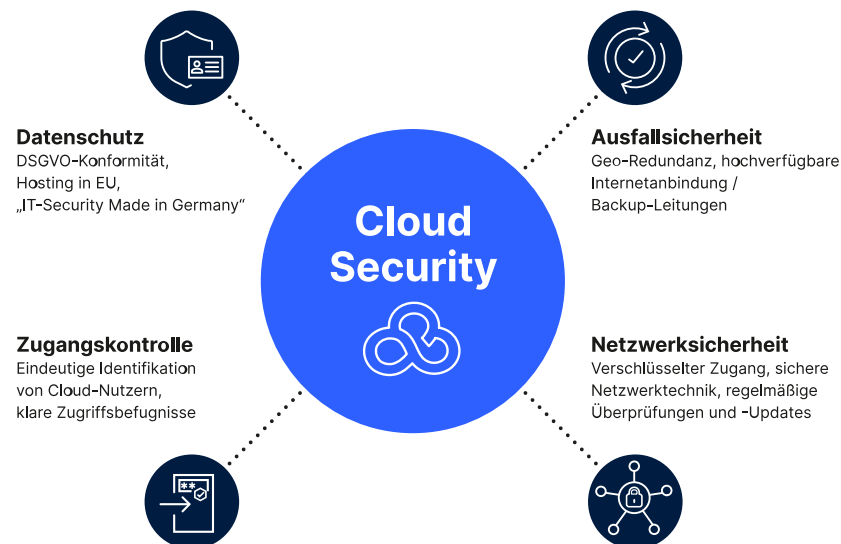 Datenschutz
DSGVO-Konformität,
Hosting in EU,
„IT-Security Made in Germany“
Ausfallsicherheit
Geo-Redundanz, hochverfügbare
Internetanbindung /
Backup-Leitungen
Cloud
Security
Zugangskontrolle
Eindeutige Identifikation
von Cloud-Nutzern,
klare Zugriffsbefugnisse
Netzwerksicherheit
Verschlüsselter Zugang, sichere
Netzwerktechnik, regelmäßige
Überprüfungen und -Updates
**